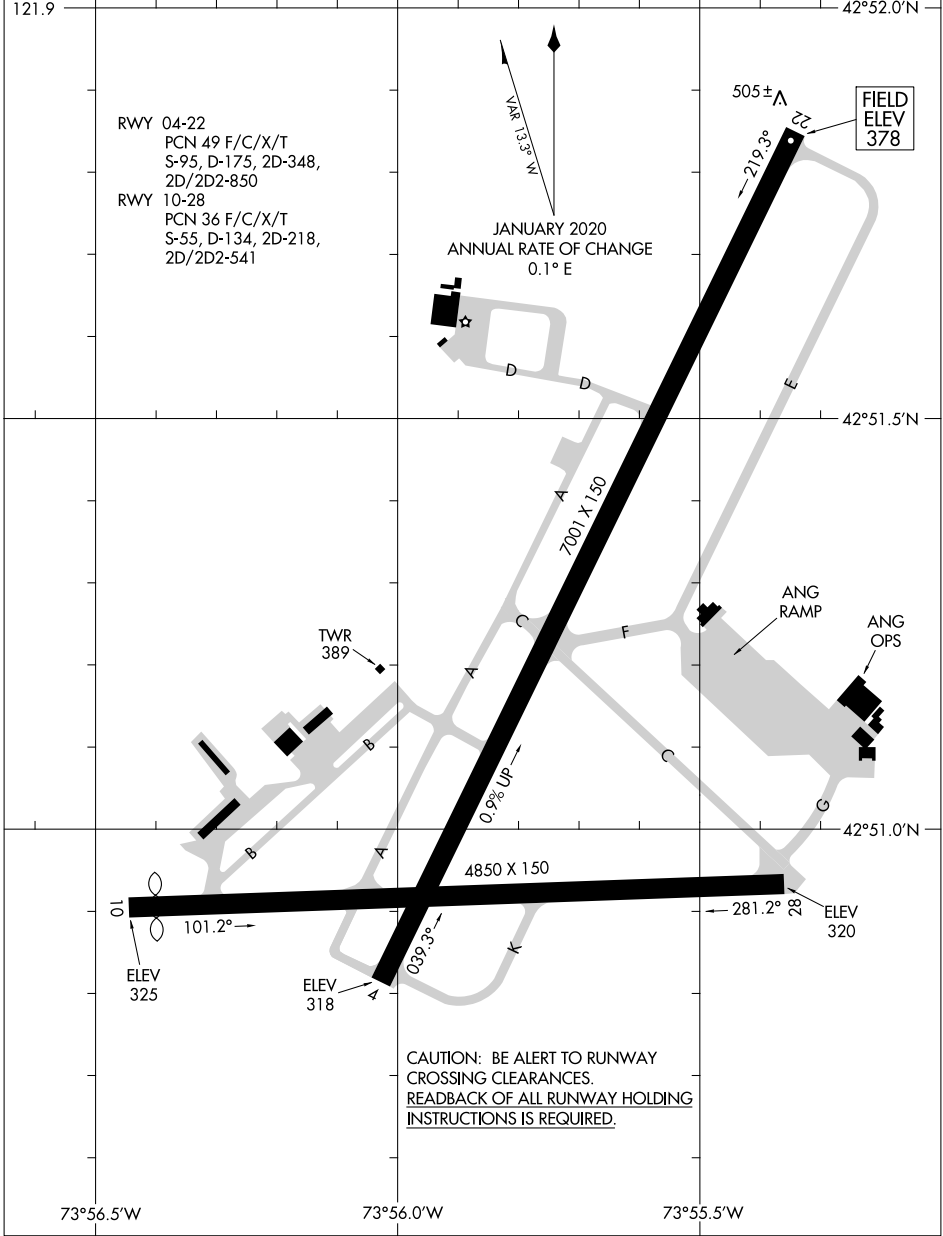 121.9
42°52.0'N
RWY 04-22
PCN 49 F/C/X/T
S-95, D-175, 2D-348,
2D/2D2-850
RWY 10-28
PCN 36 F/C/X/T
S-55, D-134, 2D-218,
2D/2D2-541
VAR 13.3° W
JANUARY 2020
ANNUAL RATE OF CHANGE
0.1° E
505±
22
FIELD
ELEV
378
219.3°
D
D
E
42°51.5'N
A
7001 X 150
C
F
ANG
RAMP
ANG
OPS
TWR
389
A
B
C
0.9% UP
G
42°51.0'N
B
A
4850 X 150
10
101.2°
281.2°
28
ELEV
320
039.3°
K
ELEV
325
ELEV
318
4
CAUTION: BE ALERT TO RUNWAY
CROSSING CLEARANCES.
READBACK OF ALL RUNWAY HOLDING
INSTRUCTIONS IS REQUIRED.
73°56.5'W
73°56.0'W
73°55.5'W